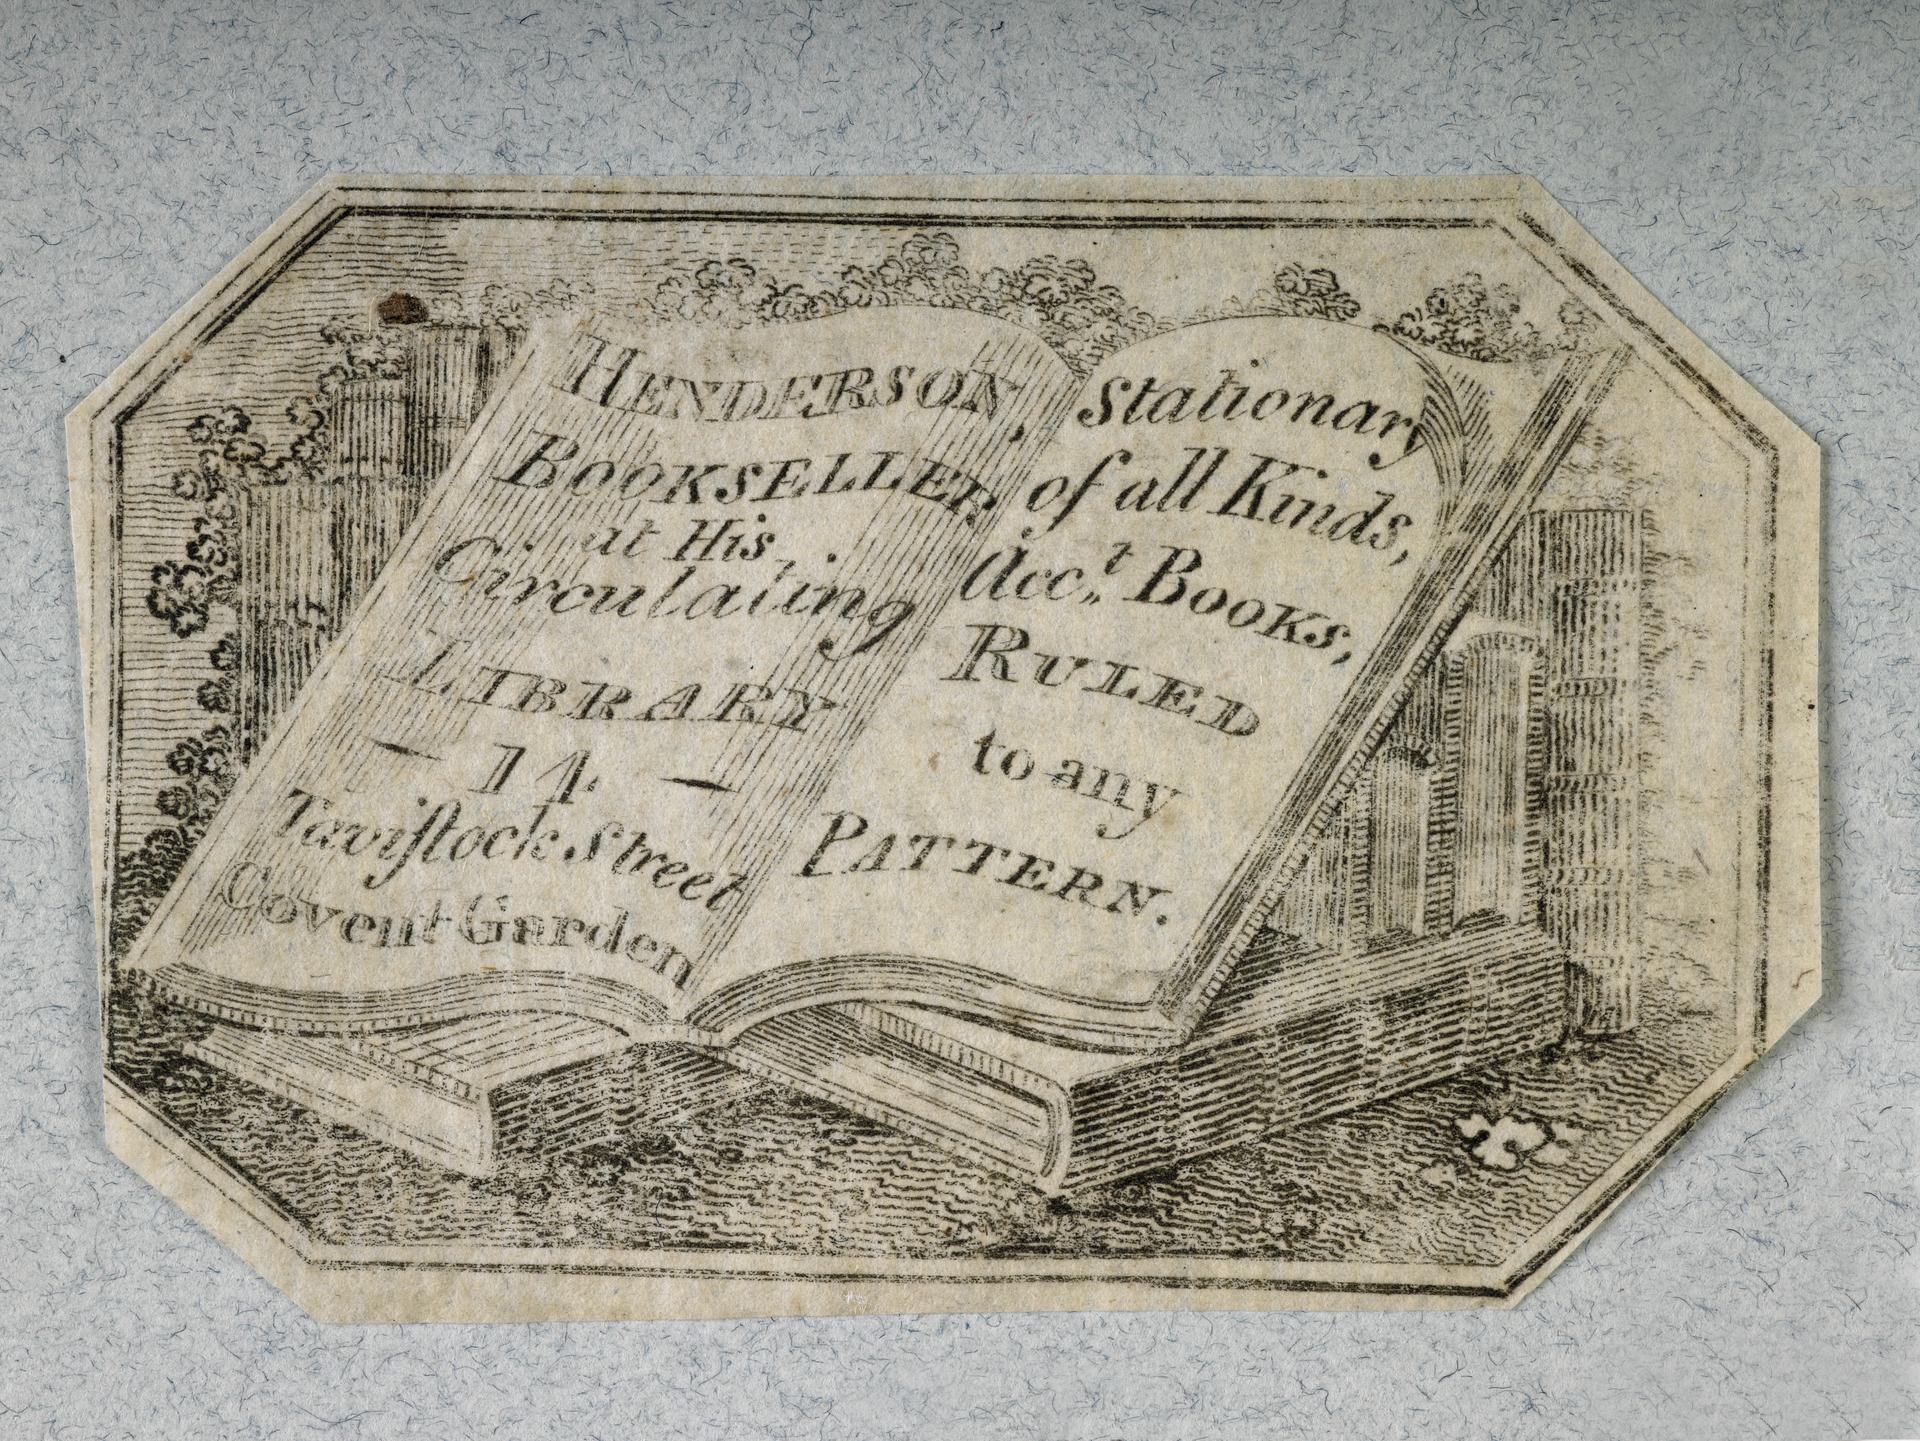 HENDERSON,
BOOKSELLER
at His
Circulating
LIBRARY
— 14. —
Taviſtock Street
Covent Garden
Stationary
of all Kinds,
Acc.t Books,
RULED
to any
PATTERN.